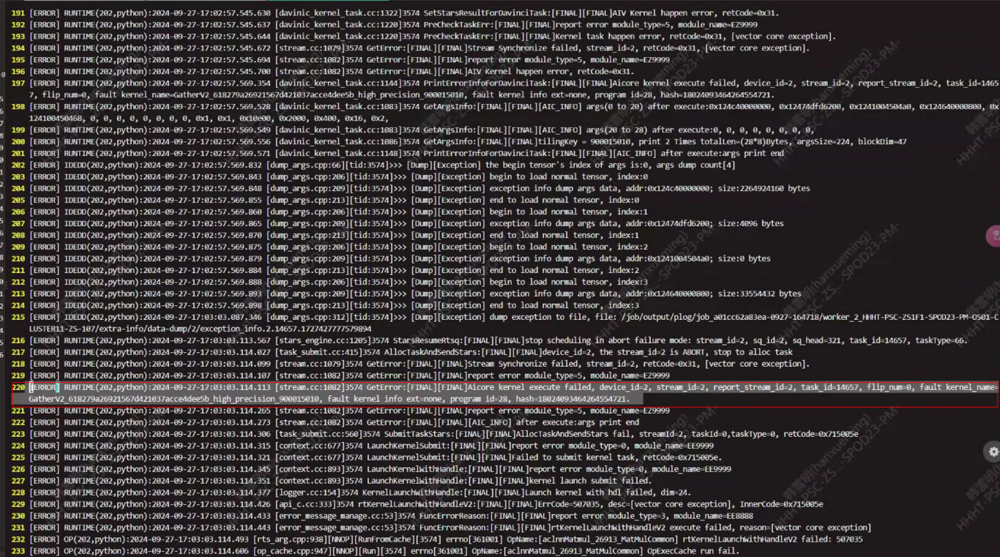 191 [ERROR] RUNTIME(202,python):2024-09-27-17:02:57.545.630 [davinic_kernel_task.cc:1322]3574 SetStarsResultForDavinciTask:[FINAL][FINAL]AIV Kernel happen error, retCode=0x31.
192 [ERROR] RUNTIME(202,python):2024-09-27-17:02:57.545.637 [davinic_kernel_task.cc:1220]3574 PreCheckTaskErr:[FINAL][FINAL]report error module_type=5, module_name=EZ9999
193 [ERROR] RUNTIME(202,python):2024-09-27-17:02:57.545.644 [davinic_kernel_task.cc:1220]3574 PreCheckTaskErr:[FINAL][FINAL]Kernel task happen error, retCode=0x31, [vector core exception].
194 [ERROR] RUNTIME(202,python):2024-09-27-17:02:57.545.672 [stream.cc:1079]3574 GetError:[FINAL][FINAL]Stream Synchronize failed, stream_id=2, retCode=0x31, [vector core exception].
195 [ERROR] RUNTIME(202,python):2024-09-27-17:02:57.545.694 [stream.cc:1082]3574 GetError:[FINAL][FINAL]report error module_type=5, module_name=EZ9999
196 [ERROR] RUNTIME(202,python):2024-09-27-17:02:57.545.700 [stream.cc:1082]3574 GetError:[FINAL][FINAL]AIV Kernel happen error, retCode=0x31.
197 [ERROR] RUNTIME(202,python):2024-09-27-17:02:57.569.354 [davinic_kernel_task.cc:1144]3574 PrintErrorInfoForDavinciTask:[FINAL][FINAL]Aicore kernel execute failed, device_id=2, stream_id=2, report_stream_id=2, task_id=1465
7, flip_num=0, fault kernel_name=GatherV2_618279a26921567d421037acce4dee5b_high_precision_900015010, fault kernel info ext=none, program id=28, hash=18024093464264554721.
198 [ERROR] RUNTIME(202,python):2024-09-27-17:02:57.569.528 [davinic_kernel_task.cc:1083]3574 GetArgsInfo:[FINAL][FINAL][AIC_INFO] args(0 to 20) after execute:0x124c40000000, 0x12474dfd6200, 0x1241004504a0, 0x124640000800, 0x
124100450468, 0, 0, 0, 0, 0, 0, 0, 0, 0x1, 0x1, 0x10e00, 0x2000, 0x400, 0x16, 0x2,
199 [ERROR] RUNTIME(202,python):2024-09-27-17:02:57.569.549 [davinic_kernel_task.cc:1083]3574 GetArgsInfo:[FINAL][FINAL][AIC_INFO] args(20 to 28) after execute:0, 0, 0, 0, 0, 0, 0, 0,
200 [ERROR] RUNTIME(202,python):2024-09-27-17:02:57.569.556 [davinic_kernel_task.cc:1086]3574 GetArgsInfo:[FINAL][FINAL]tilingKey = 900015010, print 2 Times totalLen=(28*8)Bytes, argsSize=224, blockDim=47
201 [ERROR] RUNTIME(202,python):2024-09-27-17:02:57.569.571 [davinic_kernel_task.cc:1148]3574 PrintErrorInfoForDavinciTask:[FINAL][FINAL][AIC_INFO] after execute:args print end
202 [ERROR] IDEDD(202,python):2024-09-27-17:02:57.569.832 [dump_args.cpp:66][tid:3574]>>> [Dump][Exception] the begin tensor's index of args is:0, args dump count[4]
203 [ERROR] IDEDD(202,python):2024-09-27-17:02:57.569.843 [dump_args.cpp:206][tid:3574]>>> [Dump][Exception] begin to load normal tensor, index:0
204 [ERROR] IDEDD(202,python):2024-09-27-17:02:57.569.848 [dump_args.cpp:209][tid:3574]>>> [Dump][Exception] exception info dump args data, addr:0x124c40000000; size:2264924160 bytes
205 [ERROR] IDEDD(202,python):2024-09-27-17:02:57.569.855 [dump_args.cpp:213][tid:3574]>>> [Dump][Exception] end to load normal tensor, index:0
206 [ERROR] IDEDD(202,python):2024-09-27-17:02:57.569.860 [dump_args.cpp:206][tid:3574]>>> [Dump][Exception] begin to load normal tensor, index:1
207 [ERROR] IDEDD(202,python):2024-09-27-17:02:57.569.865 [dump_args.cpp:209][tid:3574]>>> [Dump][Exception] exception info dump args data, addr:0x12474dfd6200; size:4096 bytes
208 [ERROR] IDEDD(202,python):2024-09-27-17:02:57.569.870 [dump_args.cpp:213][tid:3574]>>> [Dump][Exception] end to load normal tensor, index:1
209 [ERROR] IDEDD(202,python):2024-09-27-17:02:57.569.875 [dump_args.cpp:206][tid:3574]>>> [Dump][Exception] begin to load normal tensor, index:2
210 [ERROR] IDEDD(202,python):2024-09-27-17:02:57.569.879 [dump_args.cpp:209][tid:3574]>>> [Dump][Exception] exception info dump args data, addr:0x1241004504a0; size:0 bytes
211 [ERROR] IDEDD(202,python):2024-09-27-17:02:57.569.884 [dump_args.cpp:213][tid:3574]>>> [Dump][Exception] end to load normal tensor, index:2
212 [ERROR] IDEDD(202,python):2024-09-27-17:02:57.569.888 [dump_args.cpp:206][tid:3574]>>> [Dump][Exception] begin to load normal tensor, index:3
213 [ERROR] IDEDD(202,python):2024-09-27-17:02:57.569.893 [dump_args.cpp:209][tid:3574]>>> [Dump][Exception] exception info dump args data, addr:0x124640000800; size:33554432 bytes
214 [ERROR] IDEDD(202,python):2024-09-27-17:02:57.569.898 [dump_args.cpp:213][tid:3574]>>> [Dump][Exception] end to load normal tensor, index:3
215 [ERROR] IDEDD(202,python):2024-09-27-17:03:03.087.346 [dump_args.cpp:312][tid:3574]>>> [Dump][Exception] dump exception to file, file: /job/output/plog/job_a01cc62a83ea-0927-164718/worker_2_HHHT-PSC-ZS1F1-SPOD23-PM-OS01-C
LUSTER11-ZS-107/extra-info/data-dump/2/exception_info.2.14657.1727427777579894
216 [ERROR] RUNTIME(202,python):2024-09-27-17:03:03.113.567 [stars_engine.cc:1205]3574 StarsResumeRtsq:[FINAL][FINAL]stop scheduling in abort failure mode: stream_id=2, sq_id=2, sq_head=321, task_id=14657, taskType=66.
217 [ERROR] RUNTIME(202,python):2024-09-27-17:03:03.114.027 [task_submit.cc:415]3574 AllocTaskAndSendStars:[FINAL][FINAL]device_id=2, the stream_id=2 is ABORT, stop to alloc task
218 [ERROR] RUNTIME(202,python):2024-09-27-17:03:03.114.099 [stream.cc:1079]3574 GetError:[FINAL][FINAL]Stream Synchronize failed, stream_id=2, retCode=0x31, [vector core exception].
219 [ERROR] RUNTIME(202,python):2024-09-27-17:03:03.114.107 [stream.cc:1082]3574 GetError:[FINAL][FINAL]report error module_type=5, module_name=EZ9999
220 [ERROR] RUNTIME(202,python):2024-09-27-17:03:03.114.113 [stream.cc:1082]3574 GetError:[FINAL][FINAL]Aicore kernel execute failed, device_id=2, stream_id=2, report_stream_id=2, task_id=14657, flip_num=0, fault kernel_name=
GatherV2_618279a26921567d421037acce4dee5b_high_precision_900015010, fault kernel info ext=none, program id=28, hash=18024093464264554721.
221 [ERROR] RUNTIME(202,python):2024-09-27-17:03:03.114.265 [stream.cc:1082]3574 GetError:[FINAL][FINAL]report error module_type=5, module_name=EZ9999
222 [ERROR] RUNTIME(202,python):2024-09-27-17:03:03.114.273 [stream.cc:1082]3574 GetError:[FINAL][FINAL][AIC_INFO] after execute:args print end
223 [ERROR] RUNTIME(202,python):2024-09-27-17:03:03.114.306 [task_submit.cc:560]3574 SubmitTaskStars:[FINAL][FINAL]AllocTaskAndSendStars fail, streamId=2, taskId=0,taskType=0, retCode=0x715005e
224 [ERROR] RUNTIME(202,python):2024-09-27-17:03:03.114.315 [context.cc:677]3574 LaunchKernelSubmit:[FINAL][FINAL]report error module_type=0, module_name=EE9999
225 [ERROR] RUNTIME(202,python):2024-09-27-17:03:03.114.321 [context.cc:677]3574 LaunchKernelSubmit:[FINAL][FINAL]Failed to submit kernel task, retCode=0x715005e.
226 [ERROR] RUNTIME(202,python):2024-09-27-17:03:03.114.345 [context.cc:893]3574 LaunchKernelWithHandle:[FINAL][FINAL]report error module_type=0, module_name=EE9999
227 [ERROR] RUNTIME(202,python):2024-09-27-17:03:03.114.351 [context.cc:893]3574 LaunchKernelWithHandle:[FINAL][FINAL]kernel launch submit failed.
228 [ERROR] RUNTIME(202,python):2024-09-27-17:03:03.114.377 [logger.cc:154]3574 KernelLaunchWithHandle:[FINAL][FINAL]Launch kernel with hdl failed, dim=24.
229 [ERROR] RUNTIME(202,python):2024-09-27-17:03:03.114.426 [api_c.cc:333]3574 rtKernelLaunchWithHandleV2:[FINAL][FINAL]ErrCode=507035, desc=[vector core exception], InnerCode=0x715005e
230 [ERROR] RUNTIME(202,python):2024-09-27-17:03:03.114.433 [error_message_manage.cc:53]3574 FuncErrorReason:[FINAL][FINAL]report error module_type=3, module_name=EE8888
231 [ERROR] RUNTIME(202,python):2024-09-27-17:03:03.114.443 [error_message_manage.cc:53]3574 FuncErrorReason:[FINAL][FINAL]rtKernelLaunchWithHandleV2 execute failed, reason=[vector core exception]
232 [ERROR] OP(202,python):2024-09-27-17:03:03.114.493 [rts_arg.cpp:938][NNOP][RunFromCache][3574] errno[361001] OpName:[aclnnMatmul_26913_MatMulCommon] rtKernelLaunchWithHandleV2 failed: 507035
233 [ERROR] OP(202,python):2024-09-27-17:03:03.114.606 [op_cache.cpp:947][NNOP][Run][3574] errno[361001] OpName:[aclnnMatmul_26913_MatMulCommon] OpExecCache run fail.